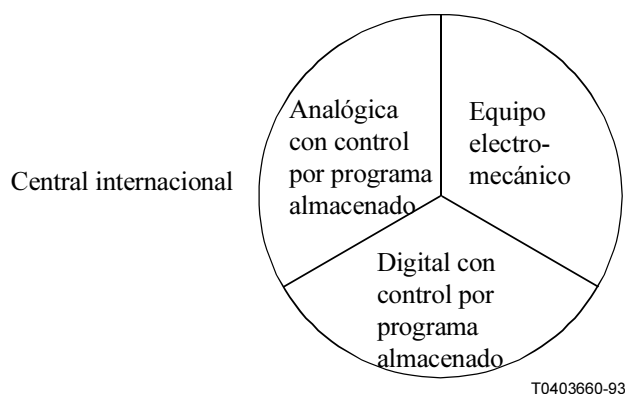 Analógica
con control
por programa
almacenado
Equipo
electro-
mecánico
Central internacional
Digital con
control por
programa
almacenado
T0403660-93